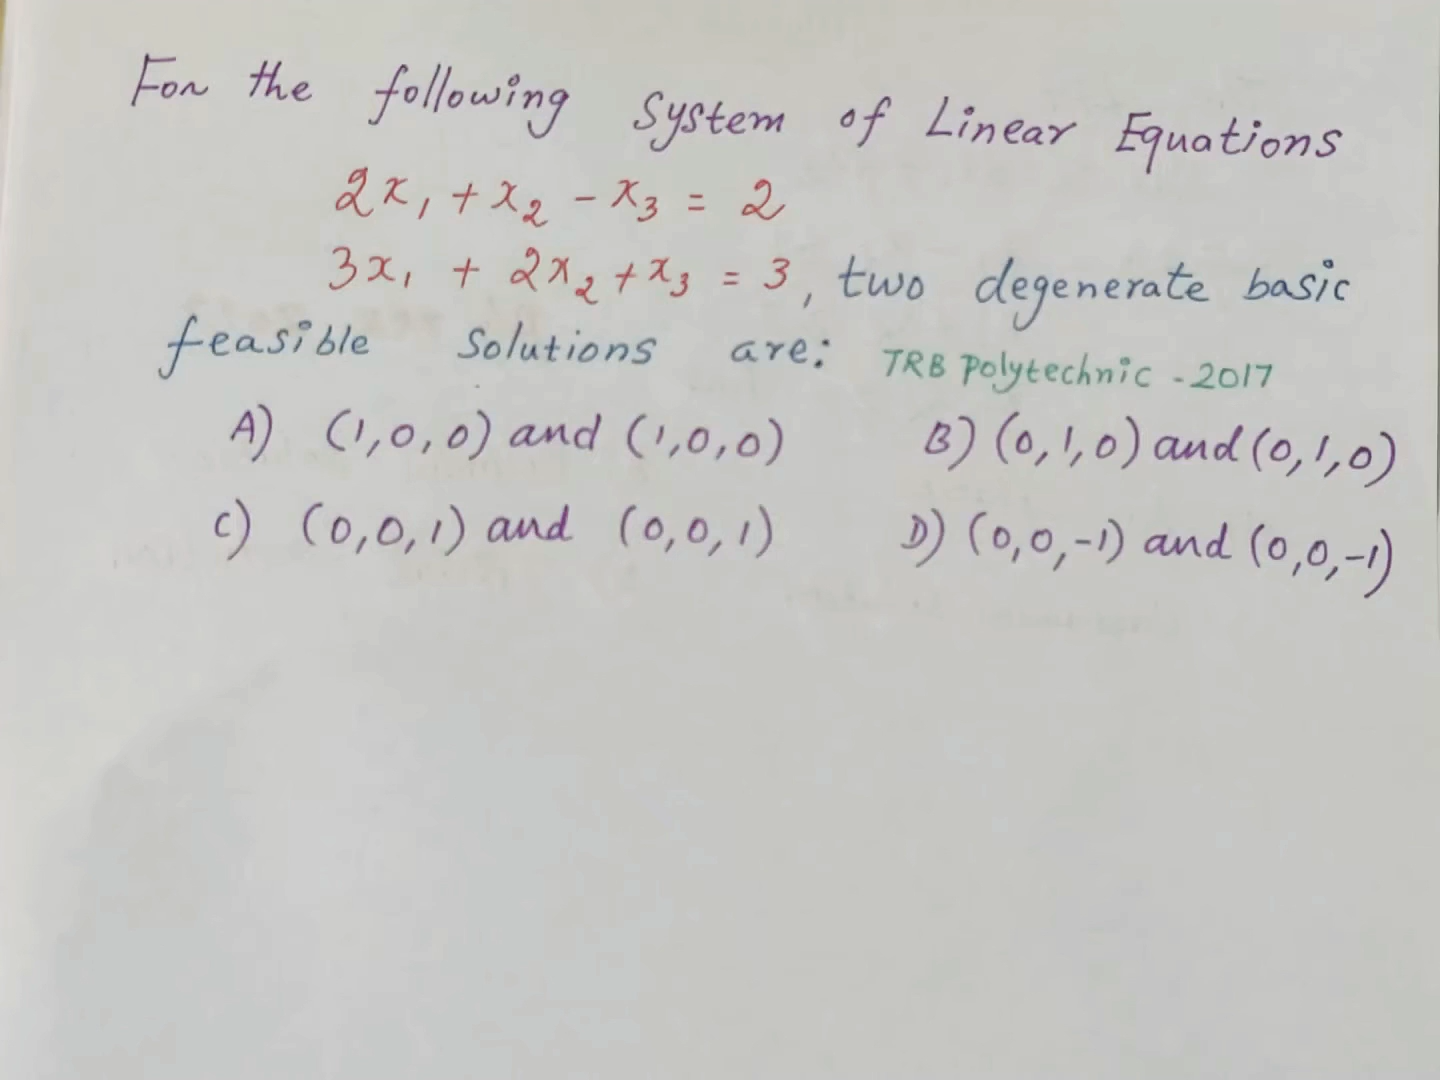 For the following System of Linear Equations
2x₁ + x₂ - x₃ = 2
3x₁ + 2x₂ + x₃ = 3, two degenerate basic
feasible Solutions are: TRB Polytechnic - 2017
A) (1,0,0) and (1,0,0) B) (0,1,0) and (0,1,0)
C) (0,0,1) and (0,0,1) D) (0,0,-1) and (0,0,-1)